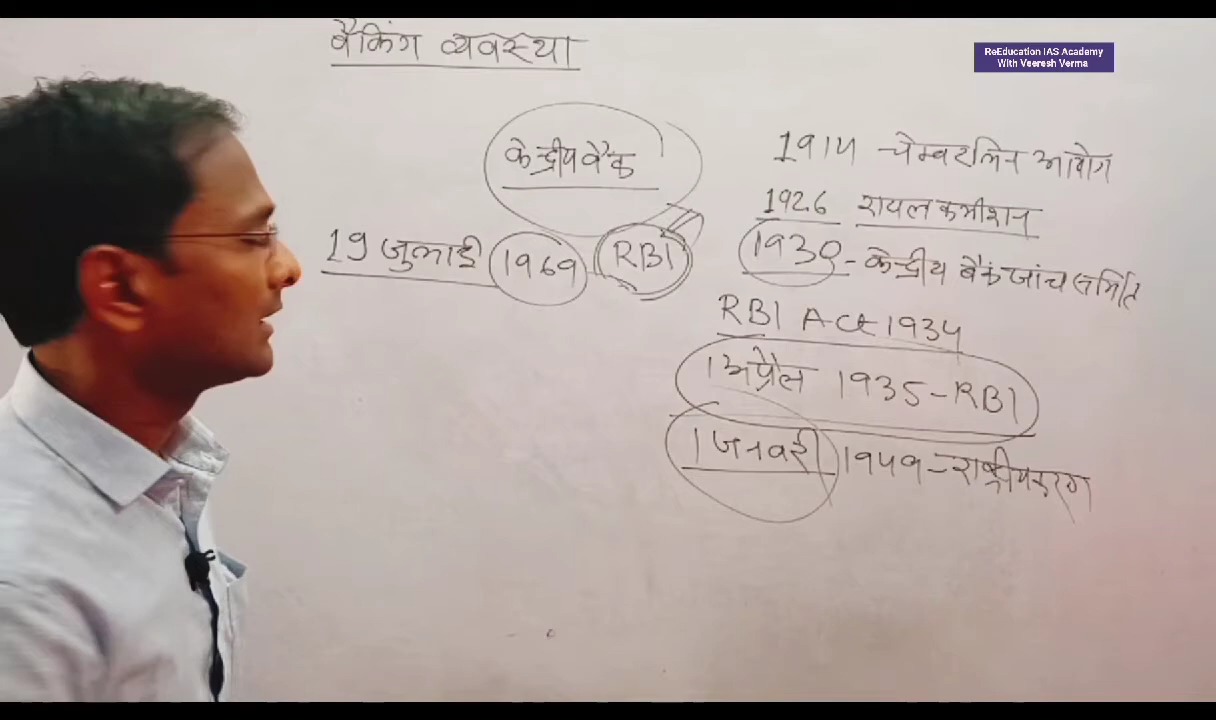 बैंकिंग व्यवस्था
ReEducation IAS Academy
With Veeresh Verma
केन्द्रीय बैंक
19 जुलाई 1969 RBI
1914 - चेम्बरलिन आयोग
1926 रायल कमीशन
1930 - केन्द्रीय बैंक जांच समिति
RBI Act 1934
1 अप्रैल 1935 - RBI
1 जनवरी 1949 - राष्ट्रीयकरण